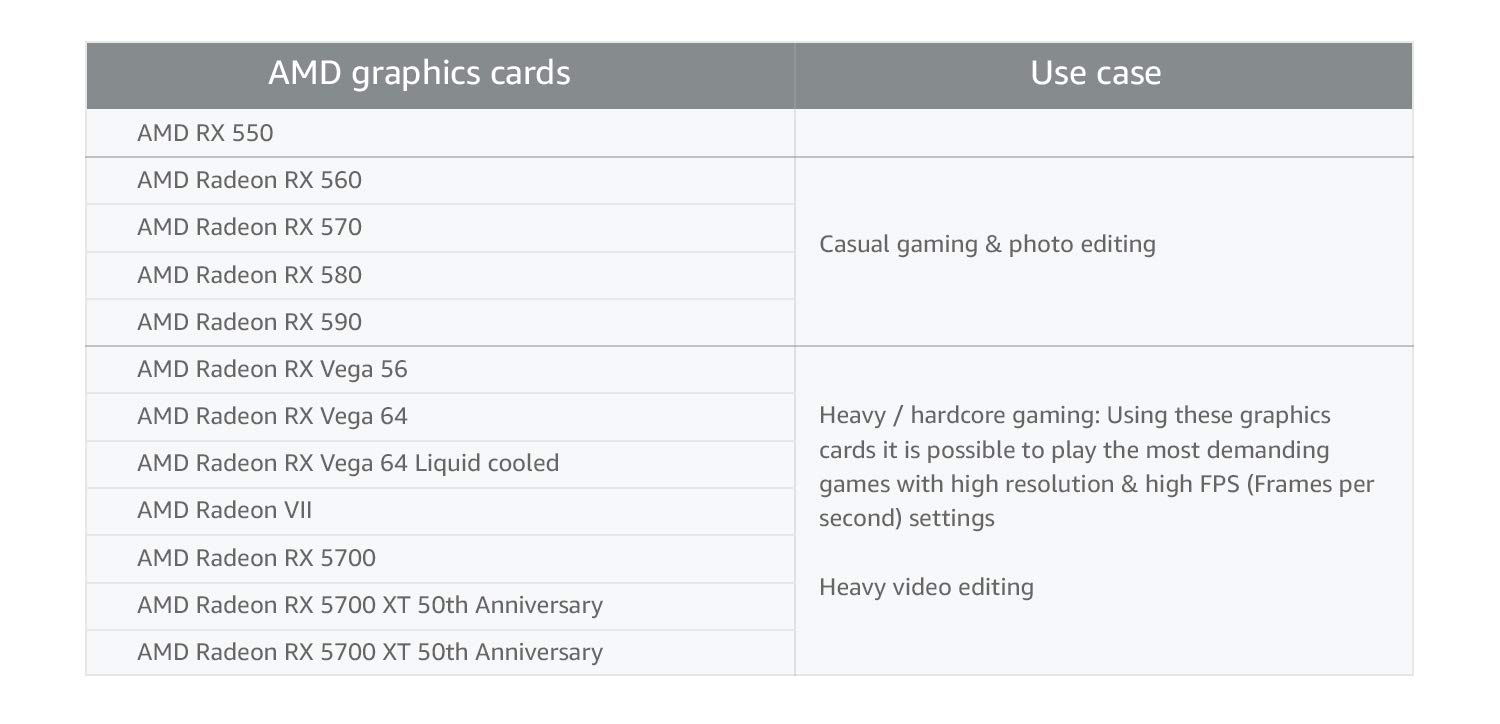 AMD graphics cards
Use case
AMD RX 550
AMD Radeon RX 560
AMD Radeon RX 570
AMD Radeon RX 580
AMD Radeon RX 590
Casual gaming & photo editing
AMD Radeon RX Vega 56
AMD Radeon RX Vega 64
AMD Radeon RX Vega 64 Liquid cooled
AMD Radeon VII
AMD Radeon RX 5700
AMD Radeon RX 5700 XT 50th Anniversary
AMD Radeon RX 5700 XT 50th Anniversary
Heavy / hardcore gaming: Using these graphics
cards it is possible to play the most demanding
games with high resolution & high FPS (Frames per
second) settings
Heavy video editing